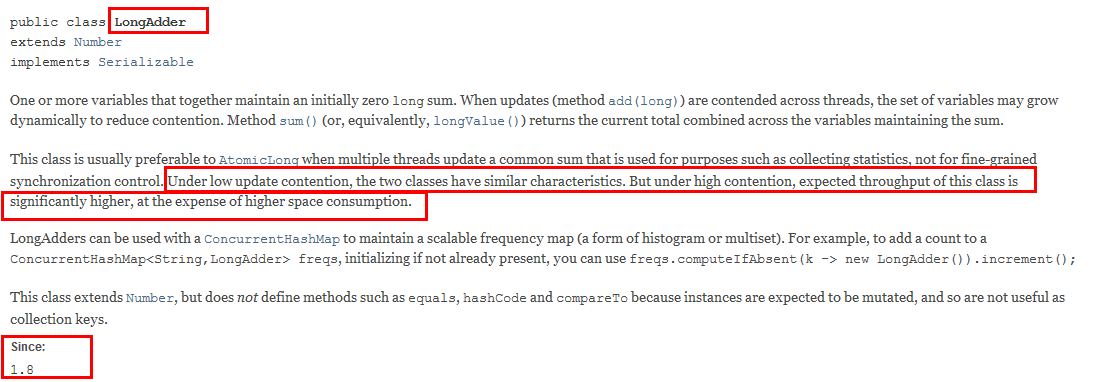 public class LongAdder
extends Number
implements Serializable
One or more variables that together maintain an initially zero long sum. When updates (method add(long)) are contended across threads, the set of variables may grow
dynamically to reduce contention. Method sum() (or, equivalently, longValue()) returns the current total combined across the variables maintaining the sum.
This class is usually preferable to AtomicLong when multiple threads update a common sum that is used for purposes such as collecting statistics, not for fine-grained
synchronization control. Under low update contention, the two classes have similar characteristics. But under high contention, expected throughput of this class is
significantly higher, at the expense of higher space consumption.
LongAdders can be used with a ConcurrentHashMap to maintain a scalable frequency map (a form of histogram or multiset). For example, to add a count to a
ConcurrentHashMap<String,LongAdder> freqs, initializing if not already present, you can use freqs.computeIfAbsent(k -> new LongAdder()).increment();
This class extends Number, but does not define methods such as equals, hashCode and compareTo because instances are expected to be mutated, and so are not useful as
collection keys.
Since:
1.8